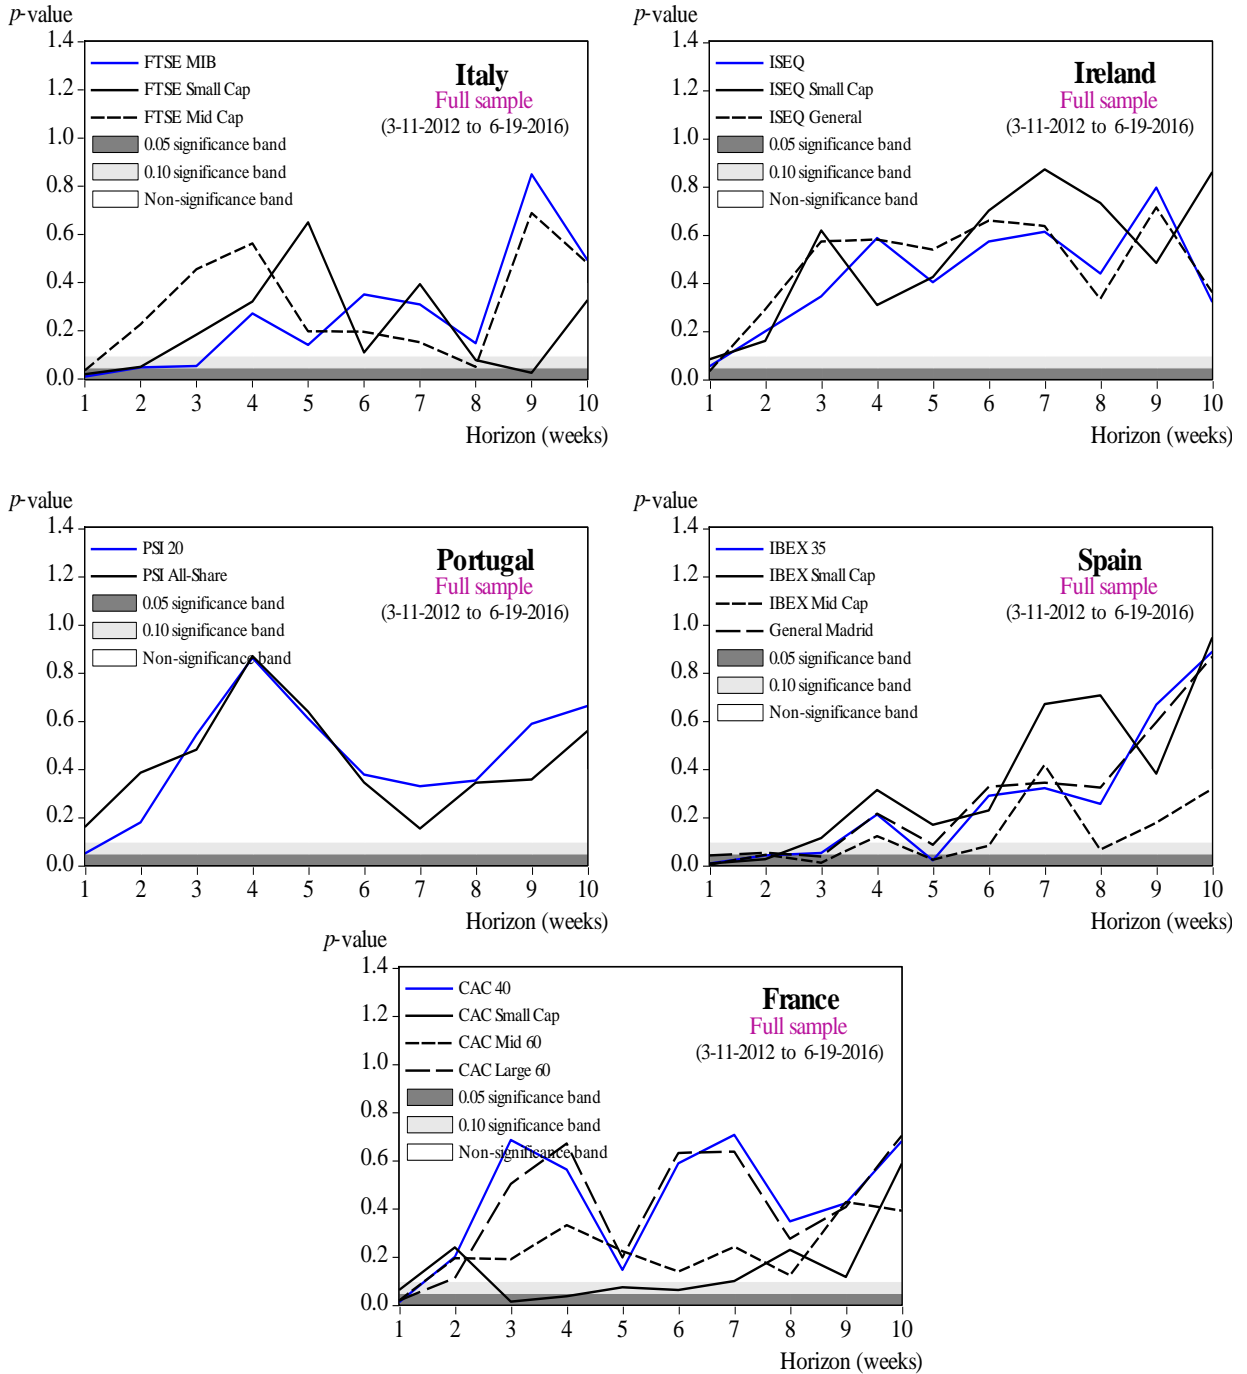 p-value
1.4
1.2
1.0
0.8
0.6
0.4
0.2
0.0
FTSE MIB
FTSE Small Cap
FTSE Mid Cap
0.05 significance band
0.10 significance band
Non-significance band
Italy
Full sample
(3-11-2012 to 6-19-2016)
1 2 3 4 5 6 7 8 9 10
Horizon (weeks)
p-value
1.4
1.2
1.0
0.8
0.6
0.4
0.2
0.0
ISEQ
ISEQ Small Cap
ISEQ General
0.05 significance band
0.10 significance band
Non-significance band
Ireland
Full sample
(3-11-2012 to 6-19-2016)
1 2 3 4 5 6 7 8 9 10
Horizon (weeks)
p-value
1.4
1.2
1.0
0.8
0.6
0.4
0.2
0.0
PSI 20
PSI All-Share
0.05 significance band
0.10 significance band
Non-significance band
Portugal
Full sample
(3-11-2012 to 6-19-2016)
1 2 3 4 5 6 7 8 9 10
Horizon (weeks)
p-value
1.4
1.2
1.0
0.8
0.6
0.4
0.2
0.0
IBEX 35
IBEX Small Cap
IBEX Mid Cap
General Madrid
0.05 significance band
0.10 significance band
Non-significance band
Spain
Full sample
(3-11-2012 to 6-19-2016)
1 2 3 4 5 6 7 8 9 10
Horizon (weeks)
p-value
1.4
1.2
1.0
0.8
0.6
0.4
0.2
0.0
CAC 40
CAC Small Cap
CAC Mid 60
CAC Large 60
0.05 significance band
0.10 significance band
Non-significance band
France
Full sample
(3-11-2012 to 6-19-2016)
1 2 3 4 5 6 7 8 9 10
Horizon (weeks)